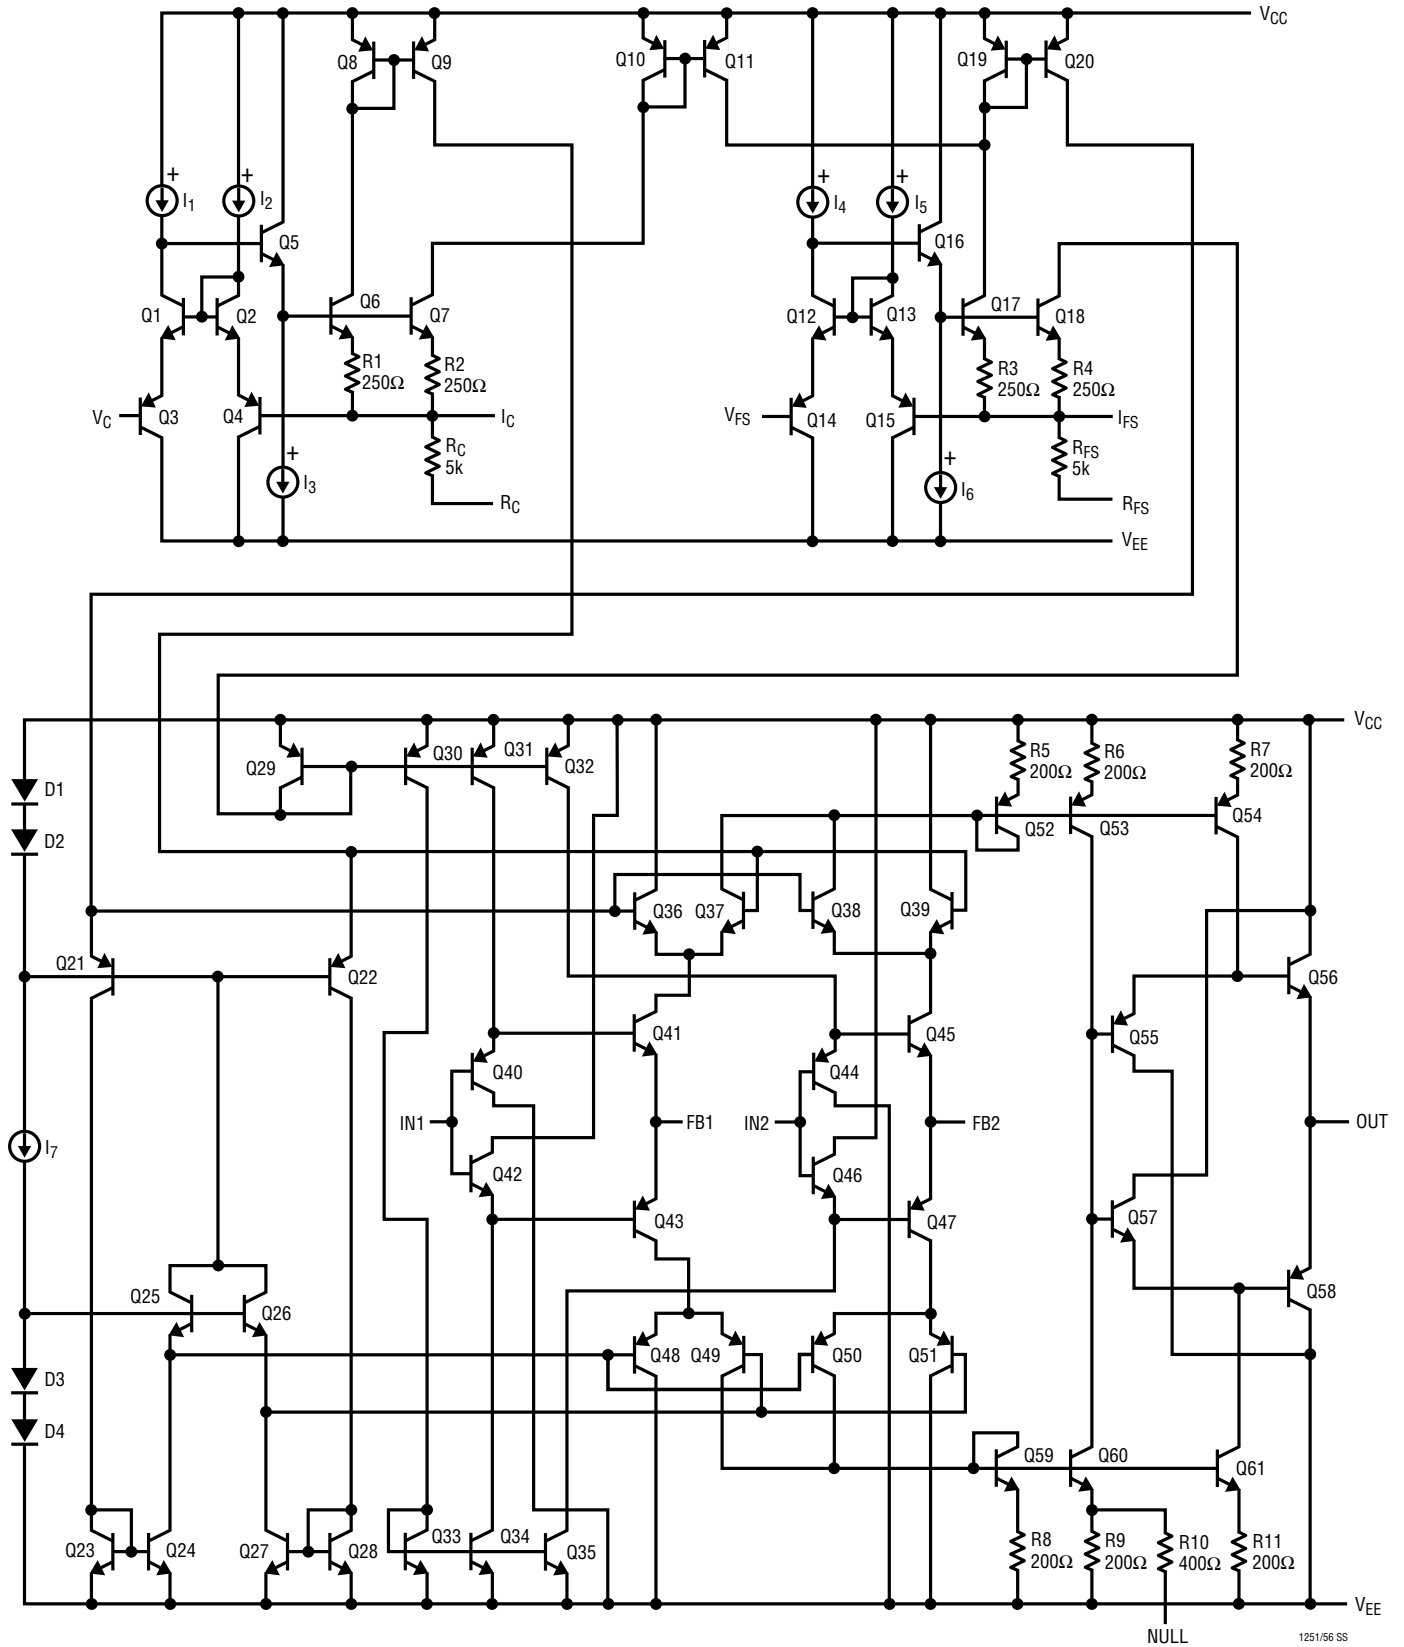 VCC
Q8 Q9 Q10 Q11 Q19 Q20
+ + + +
I1 I2 I4 I5
Q5 Q16
Q1 Q2 Q6 Q7 Q12 Q13 Q17 Q18
R1 250Ω R2 250Ω R3 250Ω R4 250Ω
VC Q3 Q4 IC VFS Q14 Q15 IFS
RC 5k RFS 5k
+ I3 + I6
RC RFS
VEE
VCC
Q29 Q30 Q31 Q32 R5 200Ω R6 200Ω R7 200Ω
D1
D2 Q52 Q53 Q54
Q36 Q37 Q38 Q39
Q21 Q22 Q56
Q41 Q45 Q55
Q40 Q44
I7 IN1 FB1 IN2 FB2 OUT
Q42 Q46
Q43 Q47 Q57
Q25 Q26 Q58
Q48 Q49 Q50 Q51
D3
D4
Q59 Q60 Q61
Q23 Q24 Q27 Q28 Q33 Q34 Q35
R8 200Ω R9 200Ω R10 400Ω R11 200Ω
VEE
NULL
1251/56 SS